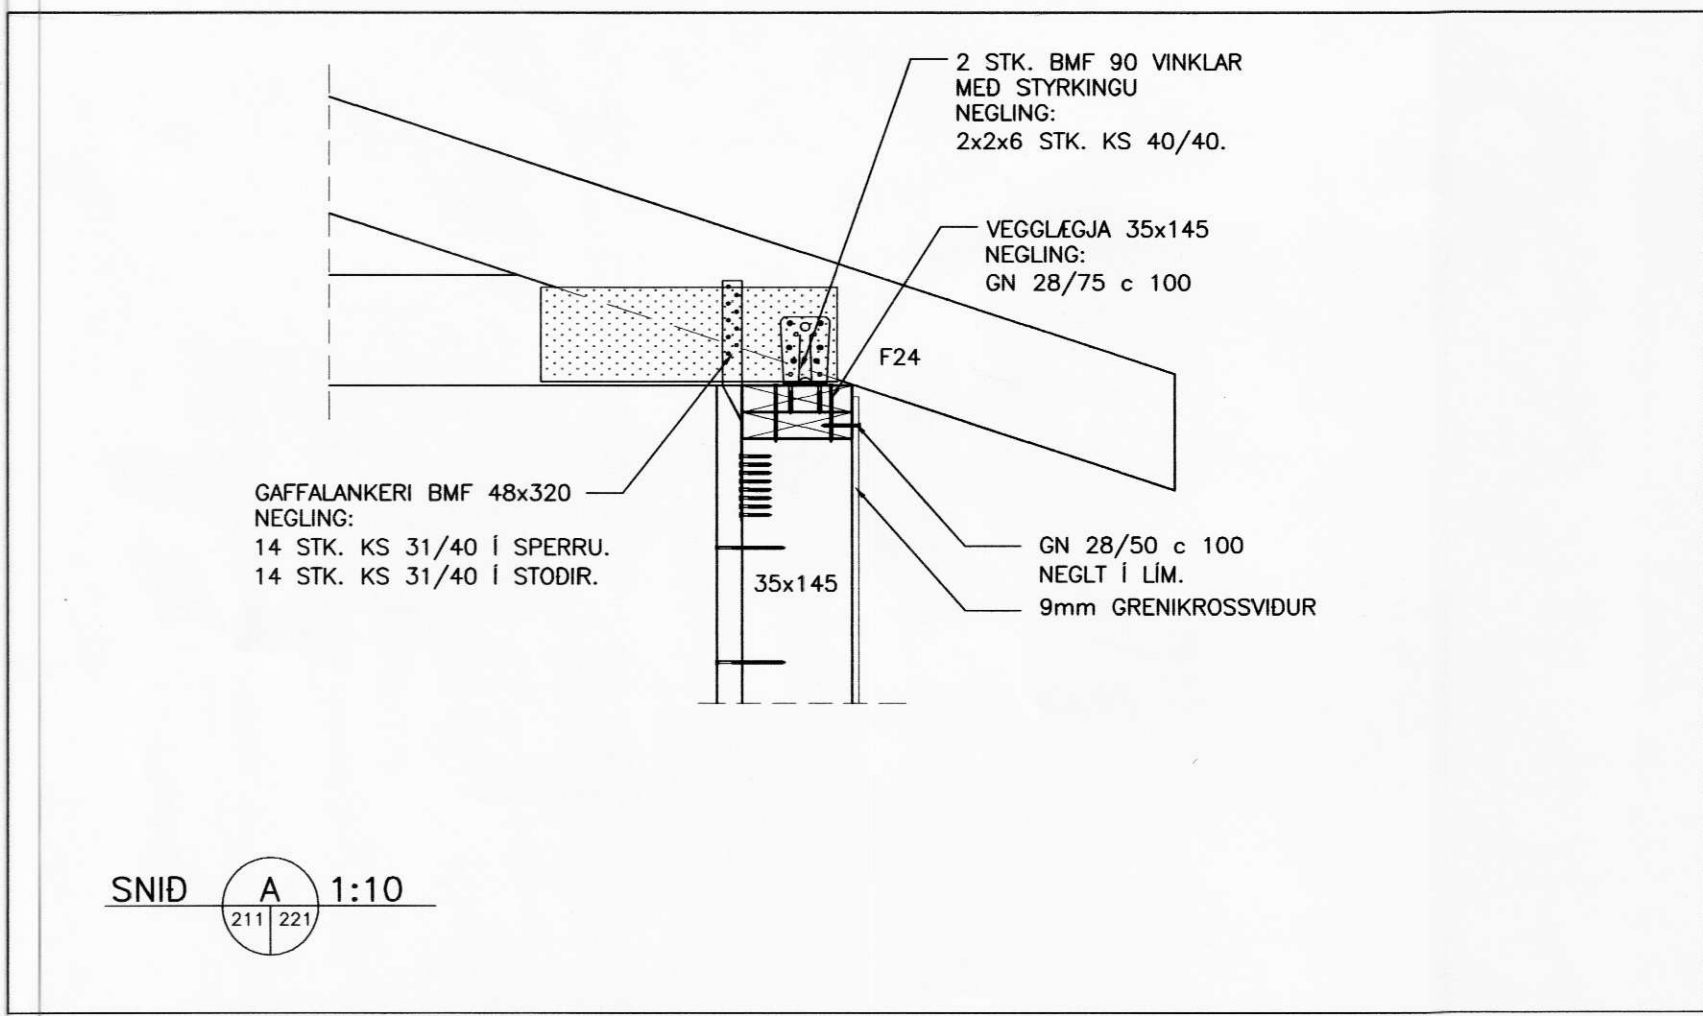 2 STK. BMF 90 VINKLAR
MEÐ STYRKINGU
NEGLING:
2x2x6 STK. KS 40/40.
VEGGLÆGJA 35x145
NEGLING:
GN 28/75 c 100
F24
GAFFALANKERI BMF 48x320
NEGLING:
14 STK. KS 31/40 Í SPERRU.
14 STK. KS 31/40 Í STOÐIR.
35x145
GN 28/50 c 100
NEGLT Í LÍM.
9mm GRENIKROSSVIÐUR
SNIÐ A 1:10
211 221